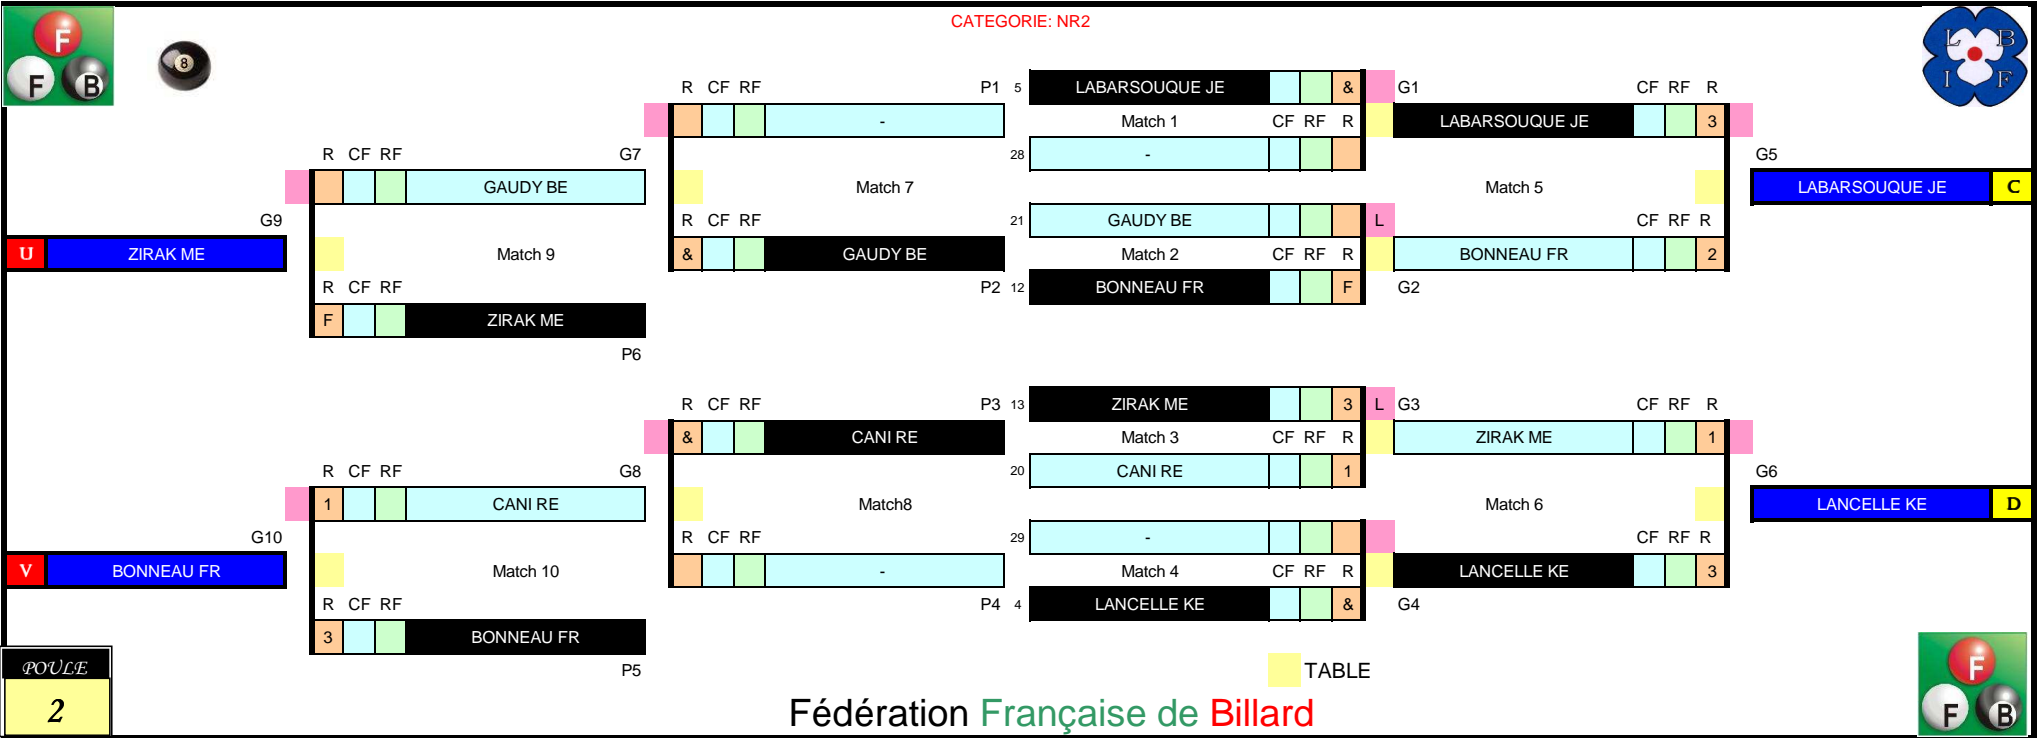 CATEGORIE: NR2
F F B
8
L B I F
R CF RF P1 5 LABARSOUQUE JE & G1 CF RF R
- Match 1 CF RF R LABARSOUQUE JE 3
R CF RF G7 28 - G5
GAUDY BE Match 7 Match 5 LABARSOUQUE JE C
G9 R CF RF 21 GAUDY BE L CF RF R
U ZIRAK ME Match 9 & GAUDY BE Match 2 CF RF R BONNEAU FR 2
R CF RF P2 12 BONNEAU FR F G2
F ZIRAK ME
P6
R CF RF P3 13 ZIRAK ME 3 L G3 CF RF R
& CANI RE Match 3 CF RF R ZIRAK ME 1
R CF RF G8 20 CANI RE 1 G6
1 CANI RE Match8 Match 6 LANCELLE KE D
G10 R CF RF 29 - CF RF R
V BONNEAU FR Match 10 - Match 4 CF RF R LANCELLE KE 3
R CF RF P4 4 LANCELLE KE & G4
3 BONNEAU FR
POULE P5 TABLE
2
Fédération Française de Billard
F F B